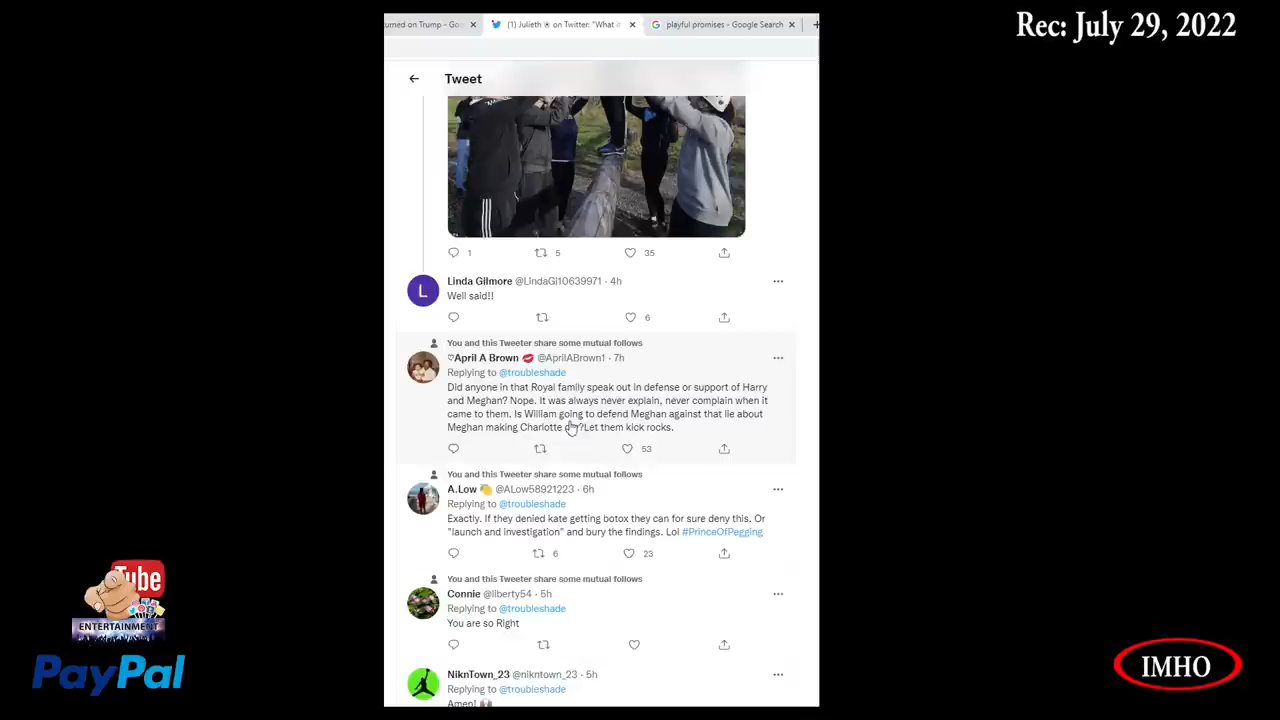 Rec: July 29, 2022
urned on Trump - Go
(1) Julieth on Twitter: "What i
playful promises - Google Search
Tweet
1 5 35
Linda Gilmore @LindaGi10639971 · 4h
Well said!!
6
You and this Tweeter share some mutual follows
♡April A Brown 💋 @AprilABrown1 · 7h
Replying to @troubleshade
Did anyone in that Royal family speak out in defense or support of Harry
and Meghan? Nope. It was always never explain, never complain when it
came to them. Is William going to defend Meghan against that lie about
Meghan making Charlotte ?Let them kick rocks.
53
You and this Tweeter share some mutual follows
A.Low 🍋 @ALow58921223 · 6h
Replying to @troubleshade
Exactly. If they denied kate getting botox they can for sure deny this. Or
"launch and investigation" and bury the findings. Lol #PrinceOfPegging
6 23
You and this Tweeter share some mutual follows
Connie @liberty54 · 5h
Replying to @troubleshade
You are so Right
NiknTown_23 @nikntown_23 · 5h
Replying to @troubleshade
Amen! 🙌🏿
L
Tube
ENTERTAINMENT
PayPal
IMHO